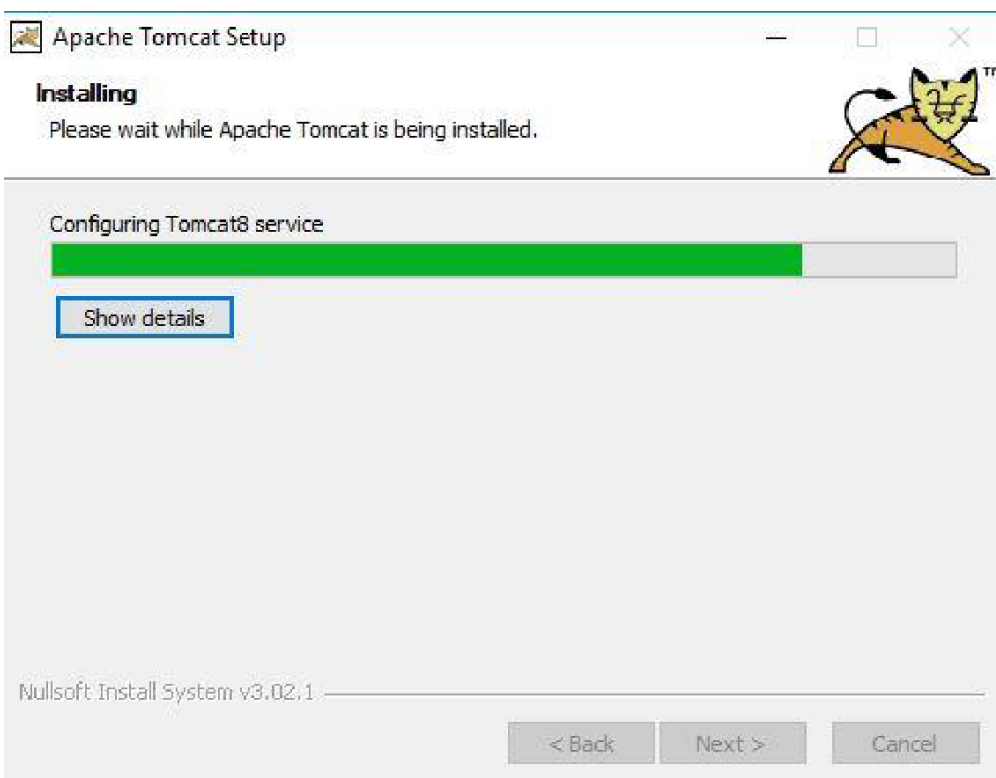 Apache Tomcat Setup
Installing
Please wait while Apache Tomcat is being installed.
TM
Configuring Tomcat8 service
Show details
Nullsoft Install System v3.02.1
< Back
Next >
Cancel